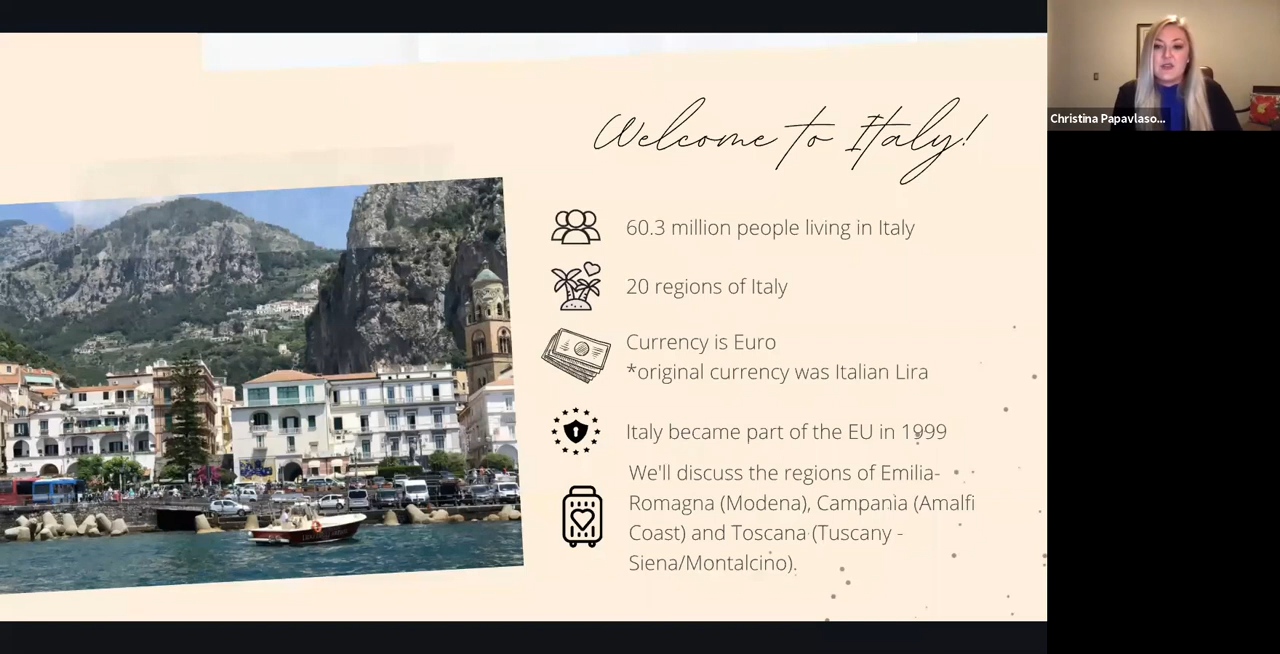 Welcome to Italy!
60.3 million people living in Italy
20 regions of Italy
Currency is Euro
*original currency was Italian Lira
Italy became part of the EU in 1999
We'll discuss the regions of Emilia-
Romagna (Modena), Campania (Amalfi
Coast) and Toscana (Tuscany -
Siena/Montalcino).
Christina Papavlaso...